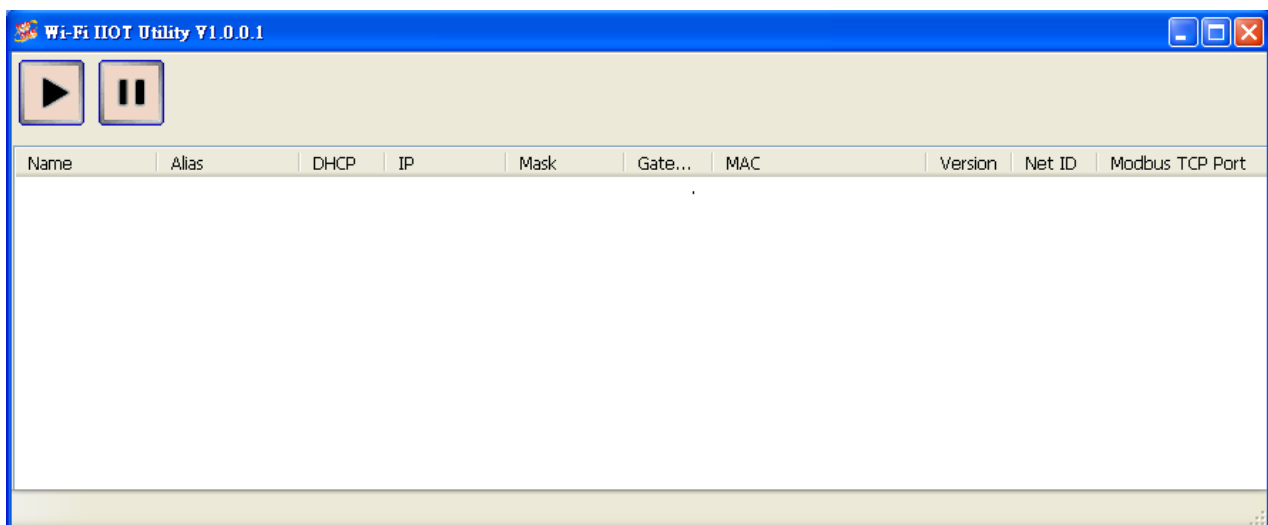 Wi-Fi IIOT Utility V1.0.0.1
Name Alias DHCP IP Mask Gate... MAC Version Net ID Modbus TCP Port